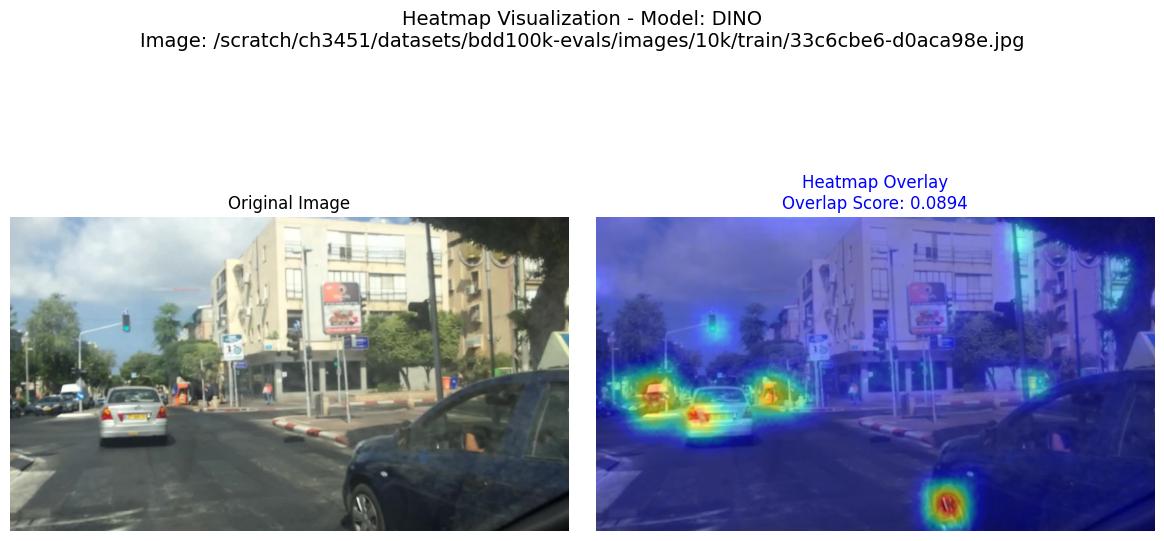 Heatmap Visualization - Model: DINO
Image: /scratch/ch3451/datasets/bdd100k-evals/images/10k/train/33c6cbe6-d0aca98e.jpg
Original Image
Heatmap Overlay
Overlap Score: 0.0894